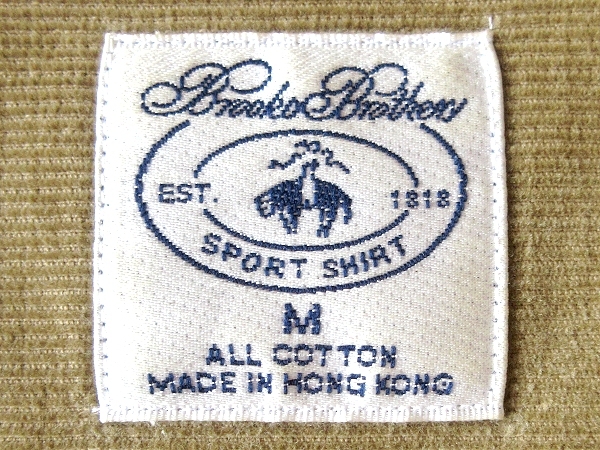 Brooks Brothers
EST. 1818
SPORT SHIRT
M
ALL COTTON
MADE IN HONG KONG